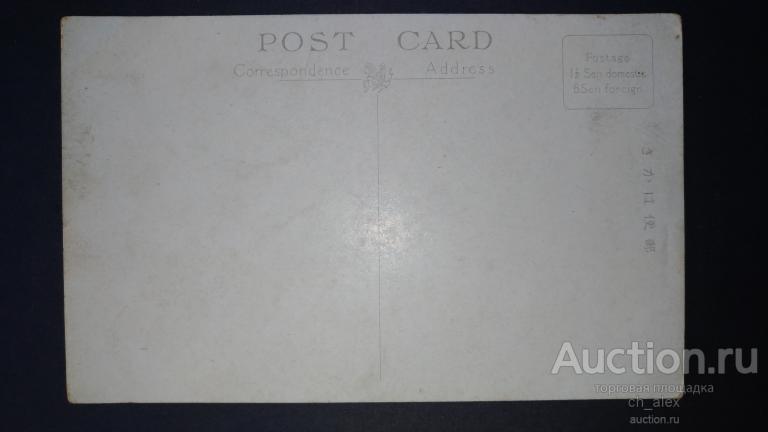 POST CARD
Correspondence Address
Postage
1½ Sen domestic
6 Sen foreign
きかは便郵
Auction.ru
торговая площадка
ch_alex
auction.ru